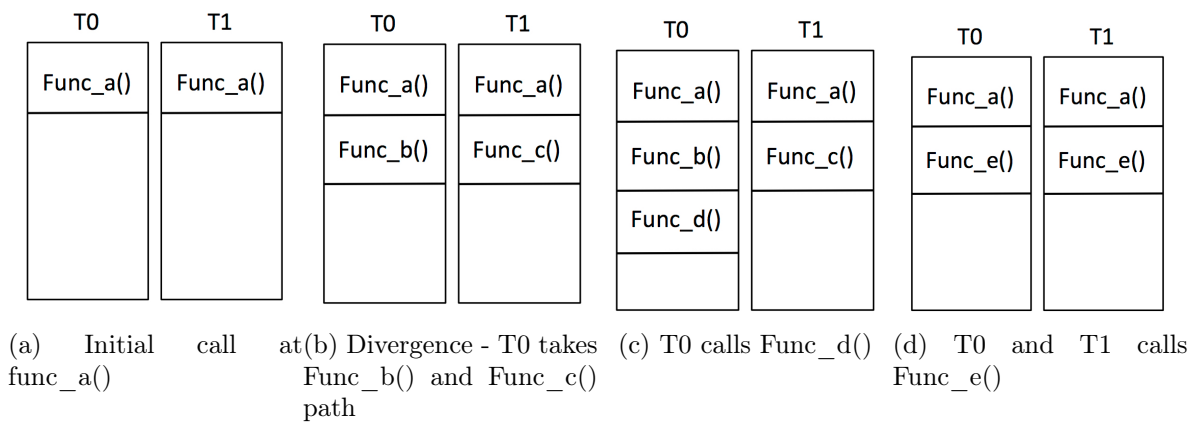 T0 T1
Func_a() Func_a()
(a) Initial call at
func_a()
T0 T1
Func_a() Func_a()
Func_b() Func_c()
(b) Divergence - T0 takes
Func_b() and Func_c()
path
T0 T1
Func_a() Func_a()
Func_b() Func_c()
Func_d()
(c) T0 calls Func_d()
T0 T1
Func_a() Func_a()
Func_e() Func_e()
(d) T0 and T1 calls
Func_e()